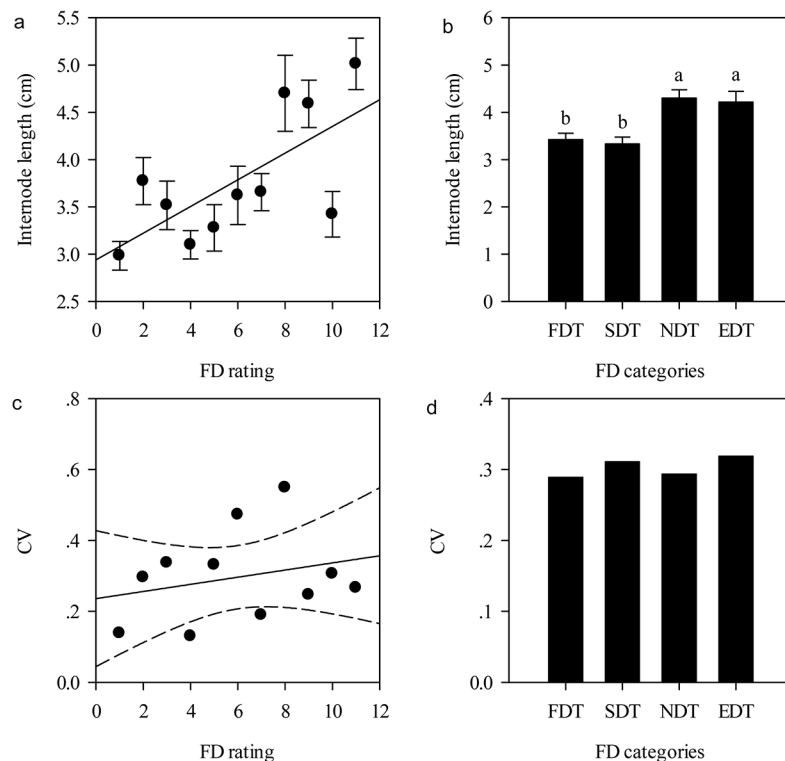 a
5.5
5.0
4.5
4.0
3.5
3.0
2.5
Internode length (cm)
0 2 4 6 8 10 12
FD rating
b
6
5
4
3
2
1
0
Internode length (cm)
b b a a
FDT SDT NDT EDT
FD categories
c
.8
.6
.4
.2
0.0
CV
0 2 4 6 8 10 12
FD rating
d
.4
.3
.2
.1
0.0
CV
FDT SDT NDT EDT
FD categories